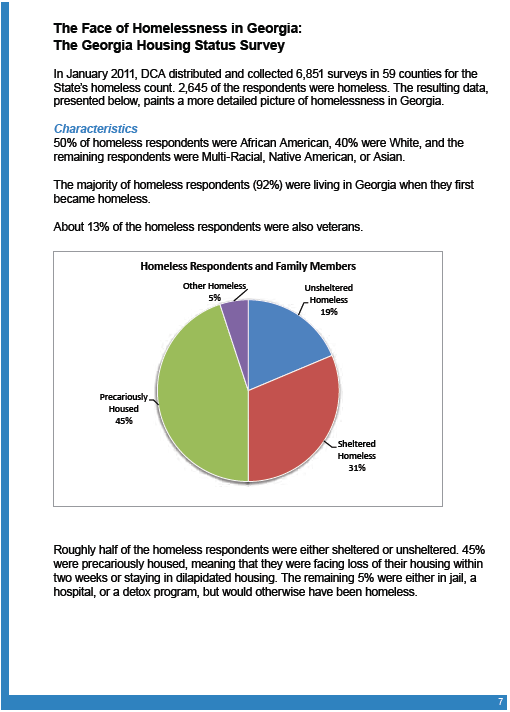 The Face of Homelessness in Georgia:
The Georgia Housing Status Survey
In January 2011, DCA distributed and collected 6,851 surveys in 59 counties for the
State's homeless count. 2,645 of the respondents were homeless. The resulting data,
presented below, paints a more detailed picture of homelessness in Georgia.
Characteristics
50% of homeless respondents were African American, 40% were White, and the
remaining respondents were Multi-Racial, Native American, or Asian.
The majority of homeless respondents (92%) were living in Georgia when they first
became homeless.
About 13% of the homeless respondents were also veterans.
Homeless Respondents and Family Members
Other Homeless
5%
Unsheltered
Homeless
19%
Precariously
Housed
45%
Sheltered
Homeless
31%
Roughly half of the homeless respondents were either sheltered or unsheltered. 45%
were precariously housed, meaning that they were facing loss of their housing within
two weeks or staying in dilapidated housing. The remaining 5% were either in jail, a
hospital, or a detox program, but would otherwise have been homeless.
7